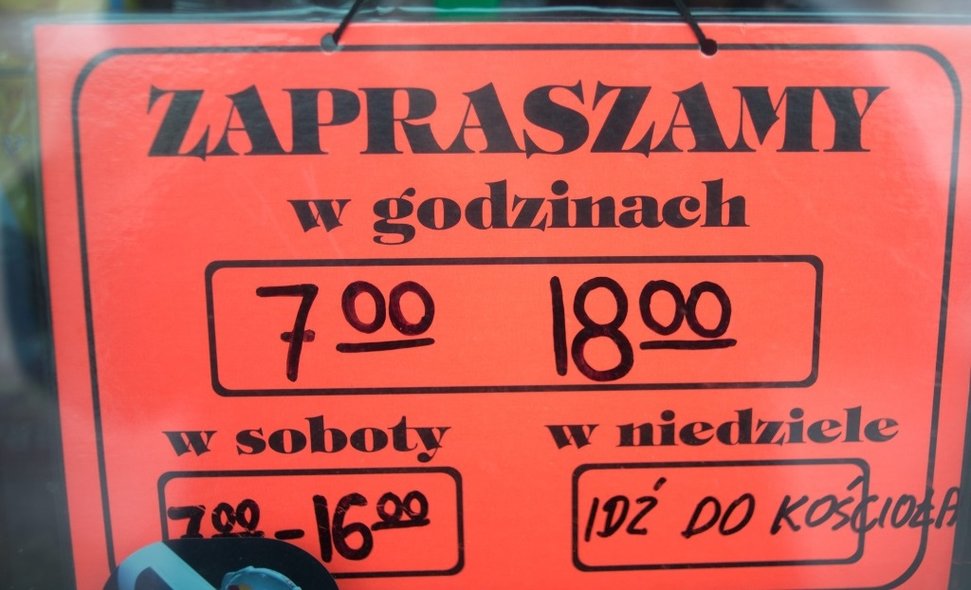 ZAPRASZAMY
w godzinach
7 00 18 00
w soboty w niedziele
7 00 - 16 00 IDŹ DO KOŚCIOŁA